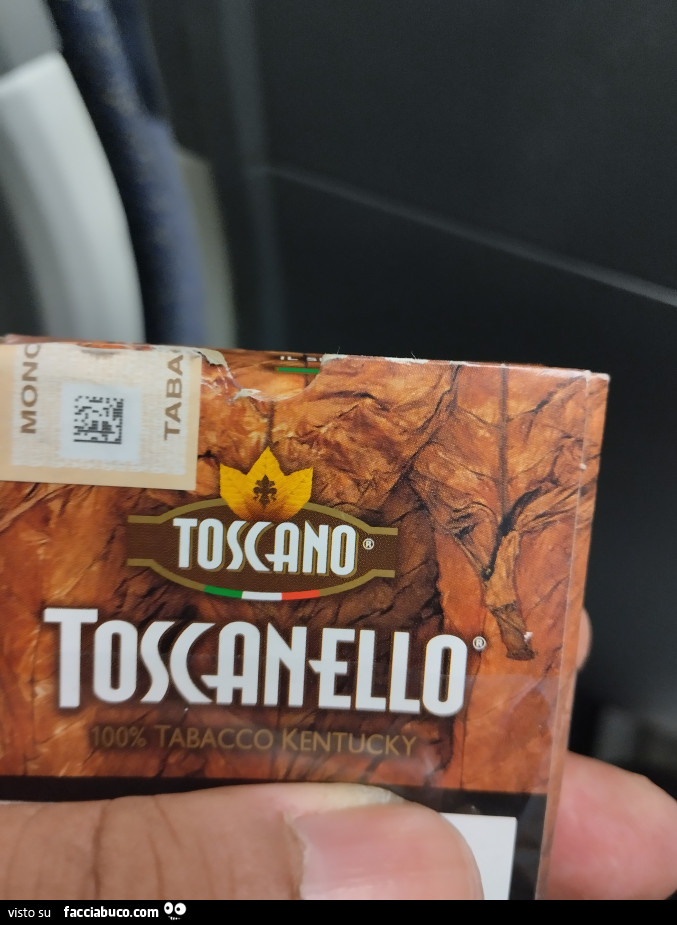 MONO
TABA
TOSCANO®
TOSCANELLO®
100% TABACCO KENTUCKY
visto su facciabuco.com